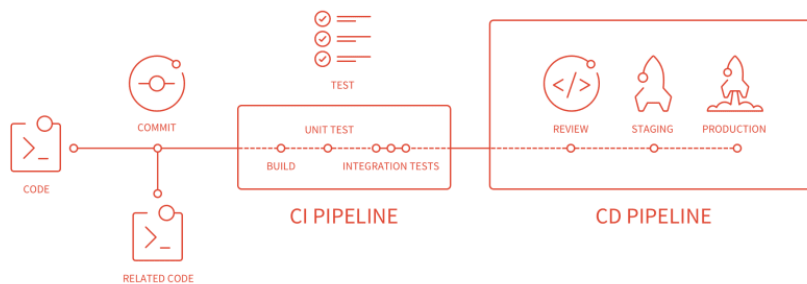 TEST
COMMIT
CODE
RELATED CODE
UNIT TEST
BUILD
INTEGRATION TESTS
CI PIPELINE
REVIEW
STAGING
PRODUCTION
CD PIPELINE